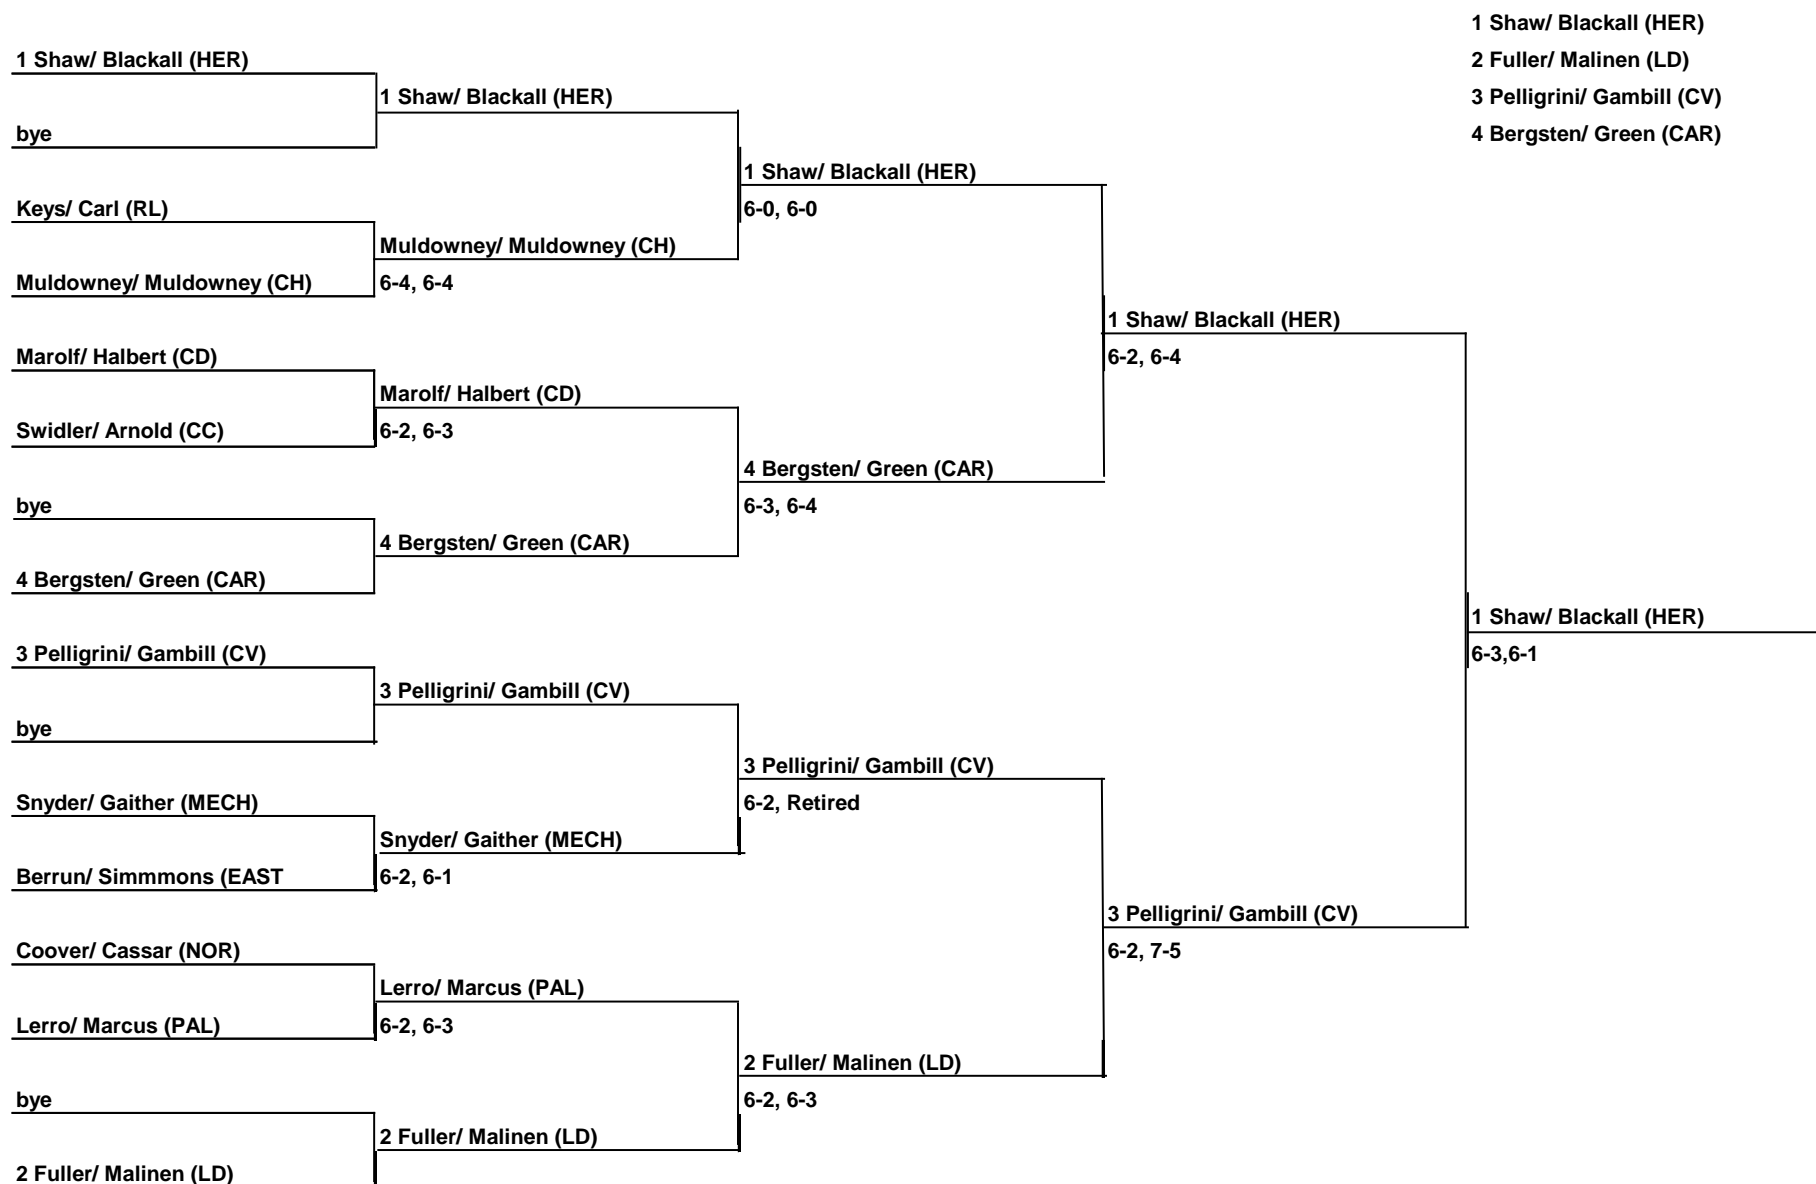 1 Shaw/ Blackall (HER)
2 Fuller/ Malinen (LD)
3 Pelligrini/ Gambill (CV)
4 Bergsten/ Green (CAR)
1 Shaw/ Blackall (HER)
bye
Keys/ Carl (RL)
Muldowney/ Muldowney (CH)
Marolf/ Halbert (CD)
Swidler/ Arnold (CC)
bye
4 Bergsten/ Green (CAR)
3 Pelligrini/ Gambill (CV)
bye
Snyder/ Gaither (MECH)
Berrun/ Simmmons (EAST
Coover/ Cassar (NOR)
Lerro/ Marcus (PAL)
bye
2 Fuller/ Malinen (LD)
1 Shaw/ Blackall (HER)
Muldowney/ Muldowney (CH)
6-4, 6-4
Marolf/ Halbert (CD)
6-2, 6-3
4 Bergsten/ Green (CAR)
3 Pelligrini/ Gambill (CV)
Snyder/ Gaither (MECH)
6-2, 6-1
Lerro/ Marcus (PAL)
6-2, 6-3
2 Fuller/ Malinen (LD)
1 Shaw/ Blackall (HER)
6-0, 6-0
4 Bergsten/ Green (CAR)
6-3, 6-4
3 Pelligrini/ Gambill (CV)
6-2, Retired
2 Fuller/ Malinen (LD)
6-2, 6-3
1 Shaw/ Blackall (HER)
6-2, 6-4
3 Pelligrini/ Gambill (CV)
6-2, 7-5
1 Shaw/ Blackall (HER)
6-3,6-1